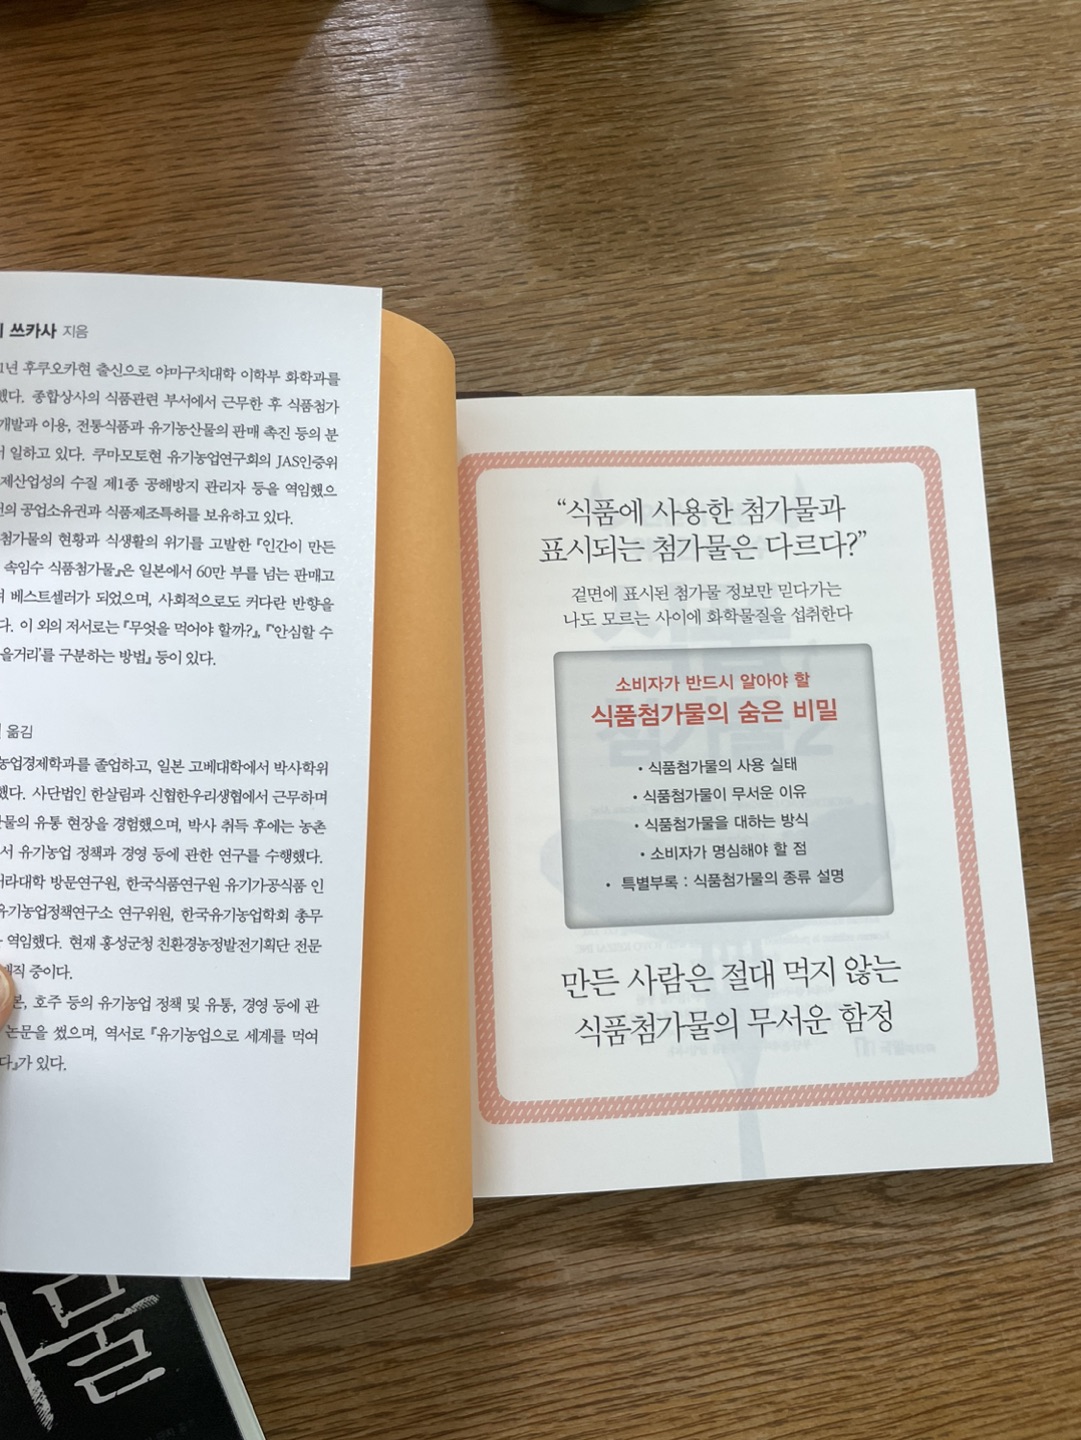 쓰카사 지음
1년 후쿠오카현 출신으로 야마구치대학 이학부 화학과를
했다. 종합상사의 식품관련 부서에서 근무한 후 식품첨가
개발과 이용, 전통식품과 유기농산물의 판매 촉진 등의 분
서 일하고 있다. 쿠마모토현 유기농업연구회의 JAS인증위
제산업성의 수질 제1종 공해방지 관리자 등을 역임했으
건의 공업소유권과 식품제조특허를 보유하고 있다.
첨가물의 현황과 식생활의 위기를 고발한 『인간이 만든
속임수 식품첨가물』은 일본에서 60만 부를 넘는 판매고
며 베스트셀러가 되었으며, 사회적으로도 커다란 반향을
다. 이 외의 저서로는 『무엇을 먹어야 할까?』, 『'안심할 수
을거리'를 구분하는 방법』 등이 있다.
옮김
농업경제학과를 졸업하고, 일본 고베대학에서 박사학위
했다. 사단법인 한살림과 신협한우리생협에서 근무하며
산물의 유통 현장을 경험했으며, 박사 취득 후에는 농촌
서 유기농업 정책과 경영 등에 관한 연구를 수행했다.
대학 방문연구원, 한국식품연구원 유기가공식품 인
유기농업정책연구소 연구위원, 한국유기농업학회 총무
역임했다. 현재 홍성군청 친환경농정발전기획단 전문
재직 중이다.
본, 호주 등의 유기농업 정책 및 유통, 경영 등에 관
논문을 썼으며, 역서로 『유기농업으로 세계를 먹여
다』가 있다.
“식품에 사용한 첨가물과
표시되는 첨가물은 다르다?”
겉면에 표시된 첨가물 정보만 믿다가는
나도 모르는 사이에 화학물질을 섭취한다
소비자가 반드시 알아야 할
식품첨가물의 숨은 비밀
• 식품첨가물의 사용 실태
• 식품첨가물이 무서운 이유
• 식품첨가물을 대하는 방식
• 소비자가 명심해야 할 점
• 특별부록 : 식품첨가물의 종류 설명
만든 사람은 절대 먹지 않는
식품첨가물의 무서운 함정
물